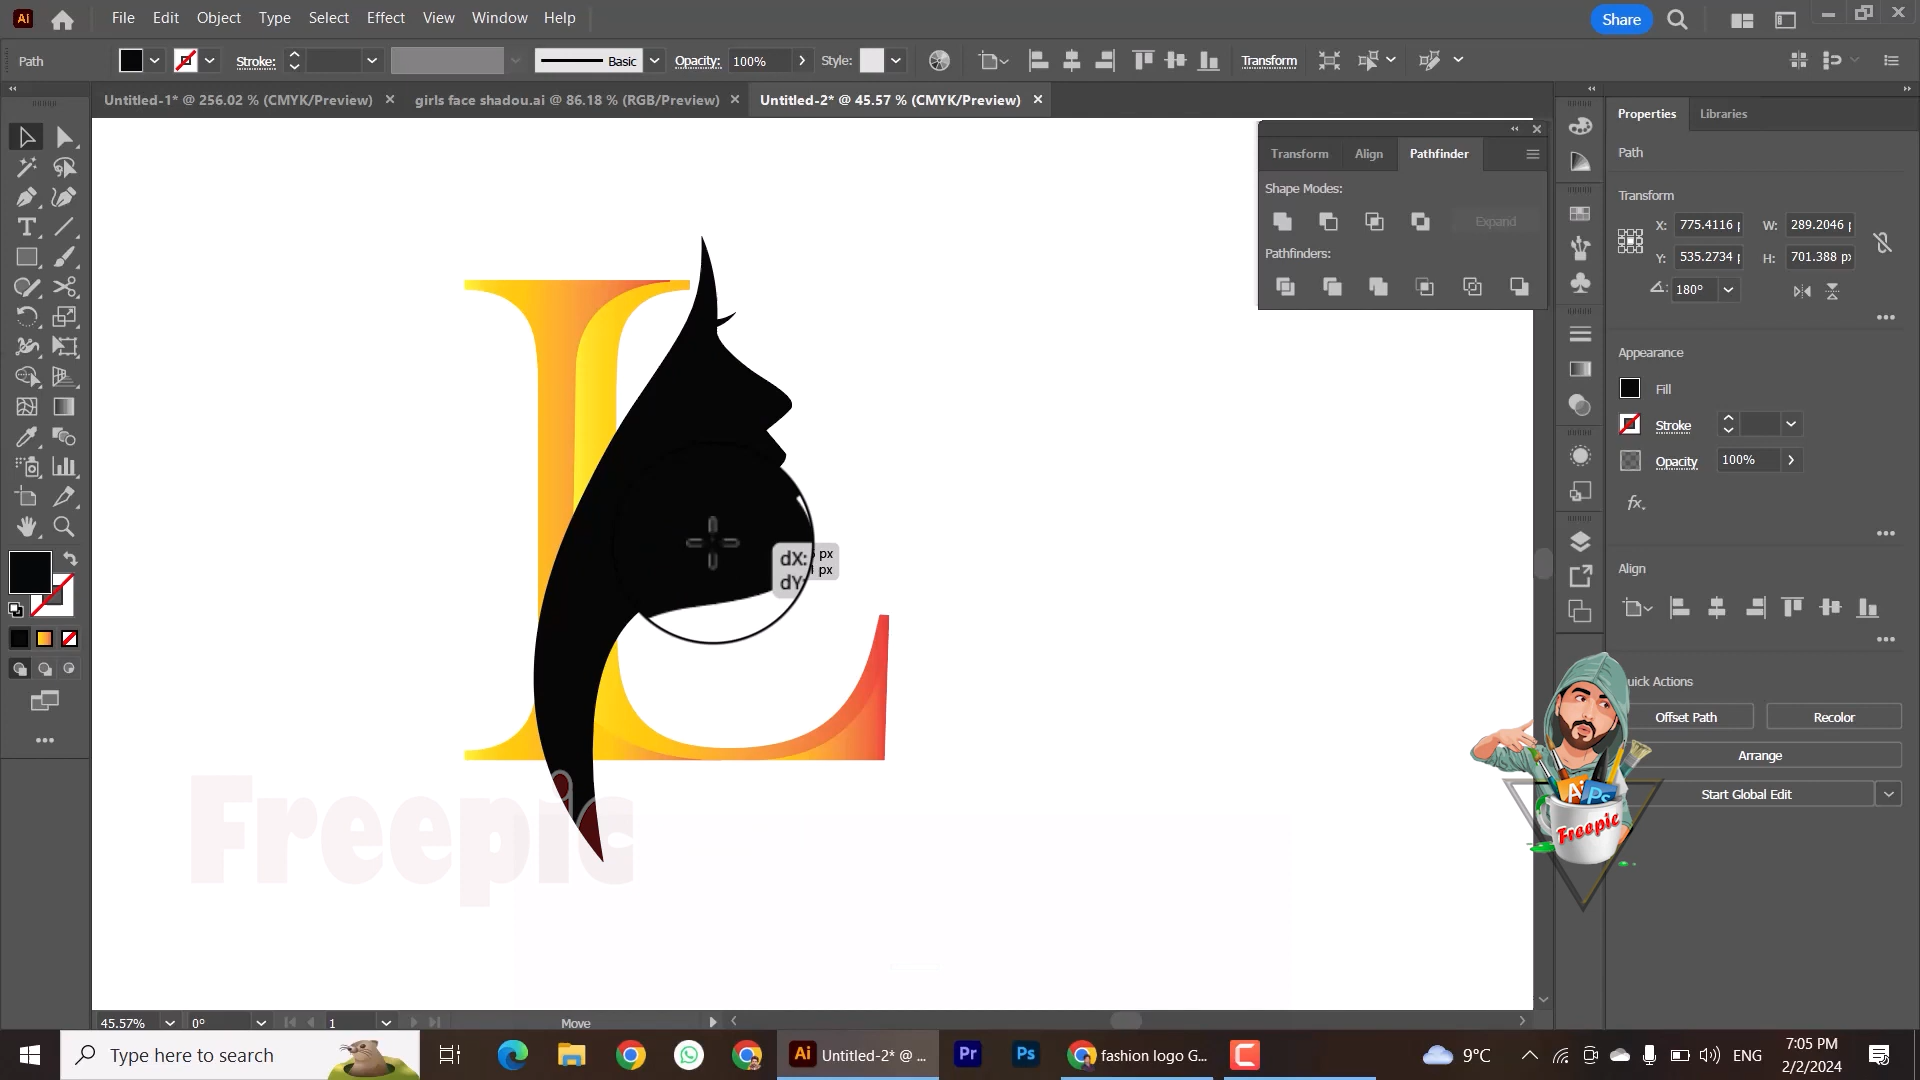 File Edit Object Type Select Effect View Window Help
Share
Path
Stroke:
Basic
Opacity: 100%
Style:
Transform
Untitled-1* @ 256.02 % (CMYK/Preview)
girls face shadou.ai @ 86.18 % (RGB/Preview)
Untitled-2* @ 45.57 % (CMYK/Preview)
Transform Align Pathfinder
Shape Modes:
Expand
Pathfinders:
Properties Libraries
Path
Transform
X: 775.4116 W: 289.2046
Y: 535.2734 H: 701.388 px
180°
Appearance
Fill
Stroke
Opacity 100%
Align
Quick Actions
Offset Path Recolor
Arrange
Start Global Edit
L
dX: px
dY: px
Freepic
Ai Ps
Freepic
45.57% 0° 1 Move
Type here to search
Untitled-2* @ ...
fashion logo G...
9°C
ENG
7:05 PM
2/2/2024